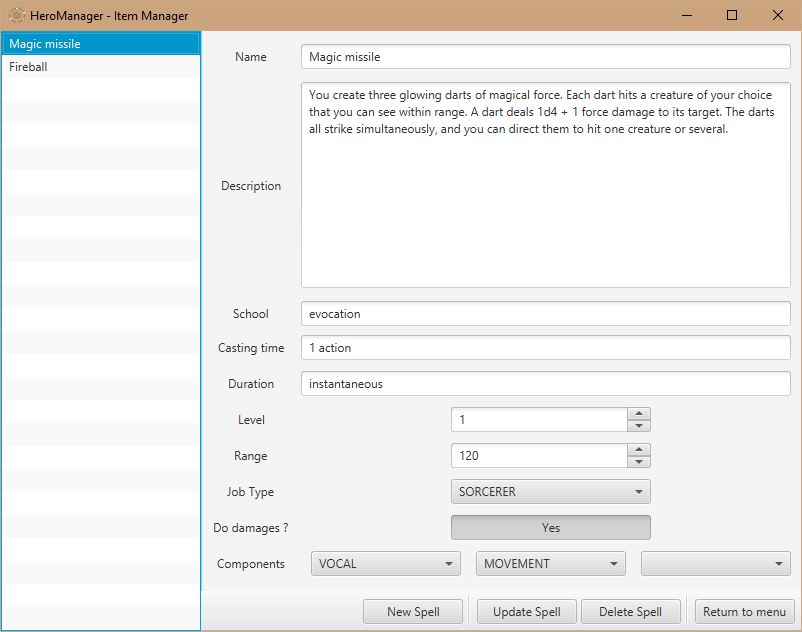 HeroManager - Item Manager
Magic missile
Fireball
Name
Magic missile
Description
You create three glowing darts of magical force. Each dart hits a creature of your choice
that you can see within range. A dart deals 1d4 + 1 force damage to its target. The darts
all strike simultaneously, and you can direct them to hit one creature or several.
School
evocation
Casting time
1 action
Duration
instantaneous
Level
1
Range
120
Job Type
SORCERER
Do damages ?
Yes
Components
VOCAL
MOVEMENT
New Spell
Update Spell
Delete Spell
Return to menu